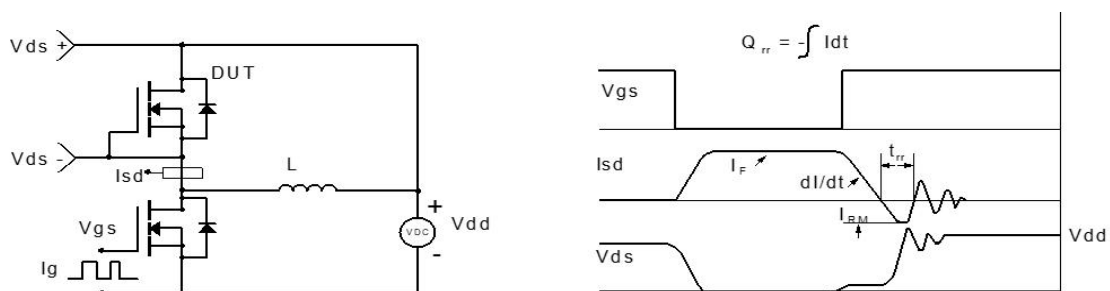 Vds +
DUT
Vds -
Isd
L
Vgs
Ig
+
VDC
-
Vdd
Q rr = - ∫ Idt
Vgs
Isd
I F
dI/dt
t rr
I RM
Vds
Vdd